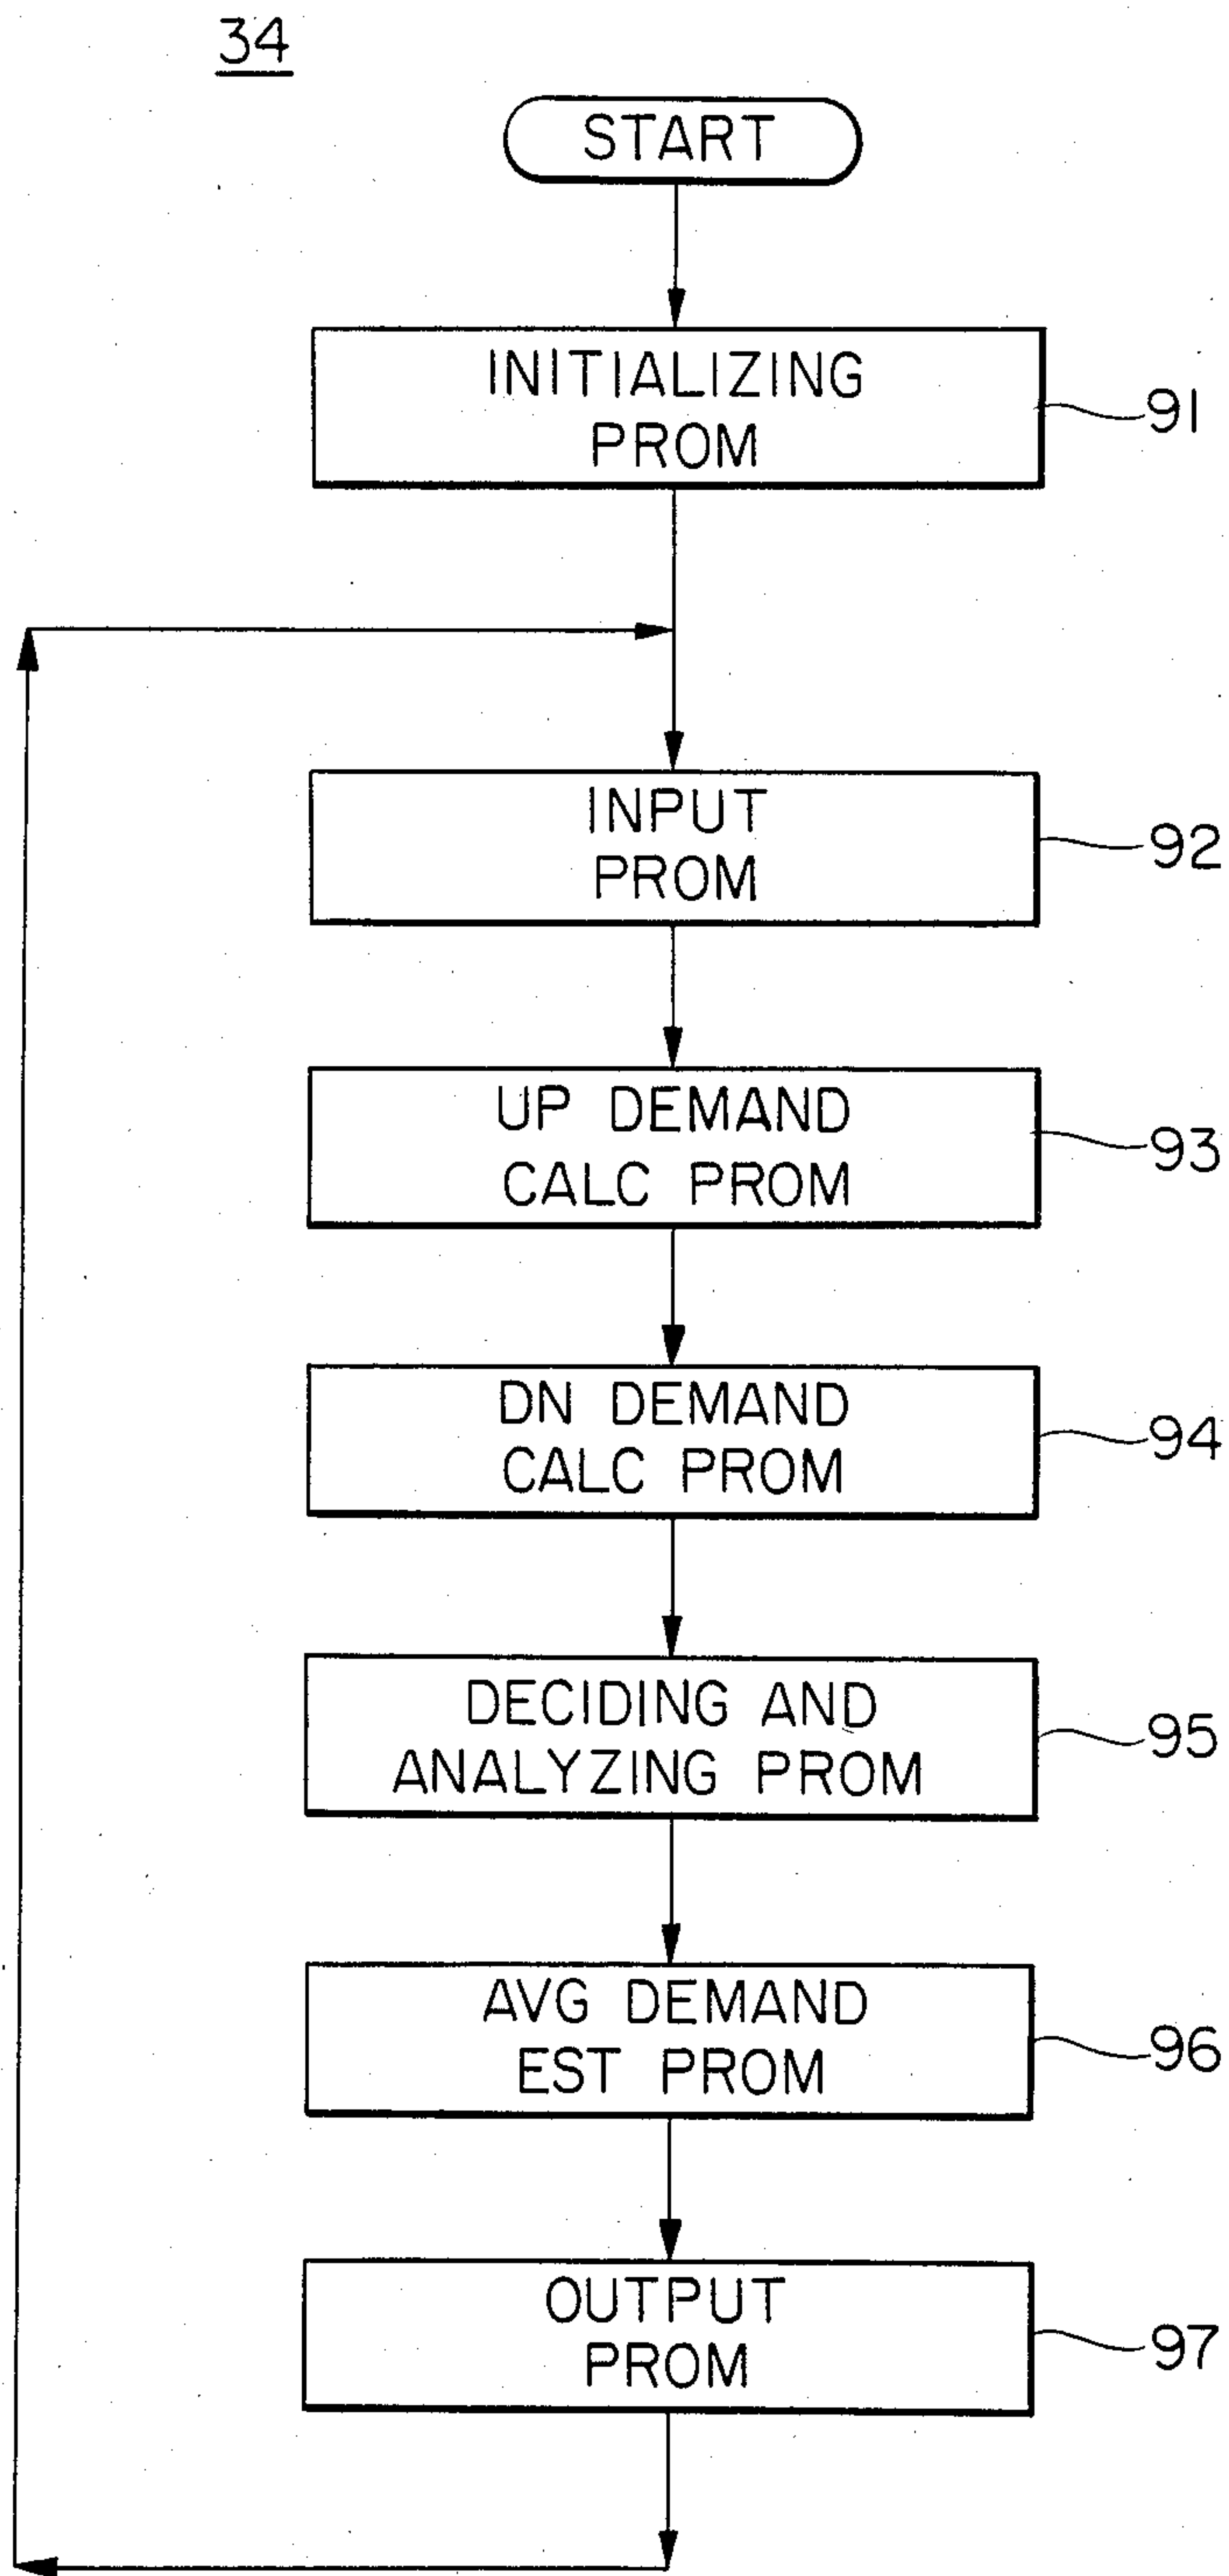 34
START
INITIALIZING
PROM
91
INPUT
PROM
92
UP DEMAND
CALC PROM
93
DN DEMAND
CALC PROM
94
DECIDING AND
ANALYZING PROM
95
AVG DEMAND
EST PROM
96
OUTPUT
PROM
97